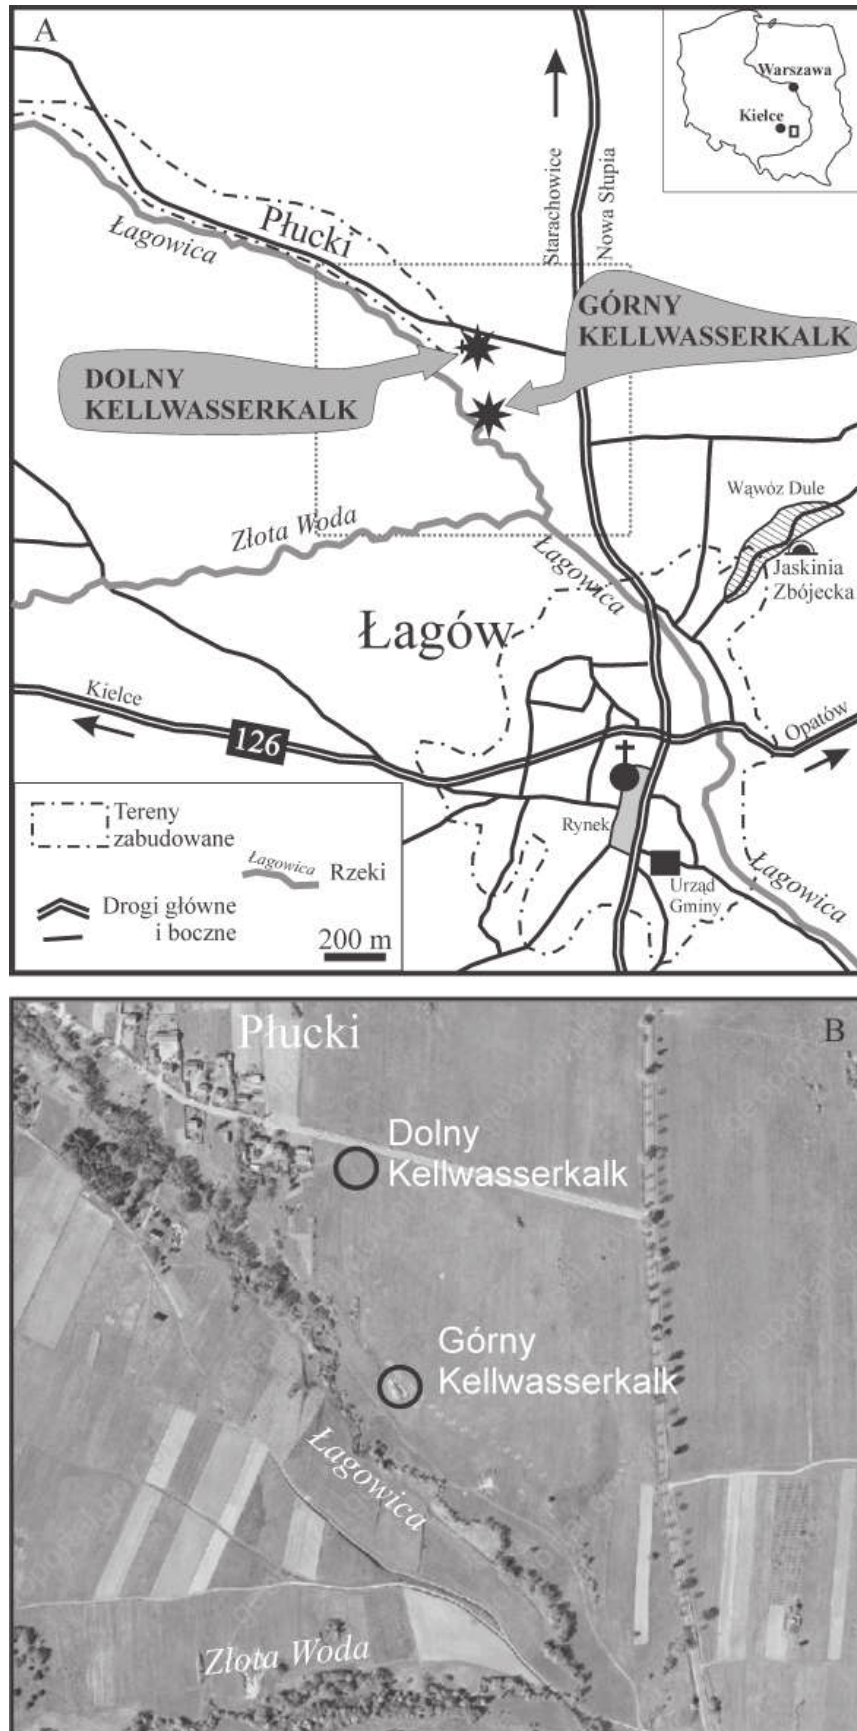 A
Warszawa
Kielce
Płucki
Łagowica
Starachowice
Nowa Słupia
GÓRNY
KELLWASSERKALK
DOLNY
KELLWASSERKALK
Złota Woda
Łagowica
Wąwóz Dule
Jaskinia
Zbójecka
Łagów
Kielce
126
Opatów
Rynek
Urząd
Gminy
Łagowica
Tereny
zabudowane
Łagowica
Rzeki
Drogi główne
i boczne
200 m
Płucki
B
Dolny
Kellwasserkalk
Górny
Kellwasserkalk
Łagowica
Złota Woda